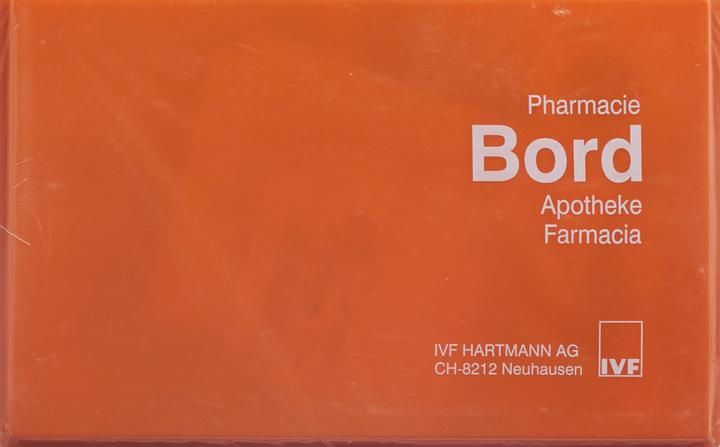 Pharmacie
Bord
Apotheke
Farmacia
IVF HARTMANN AG
CH-8212 Neuhausen
IVF